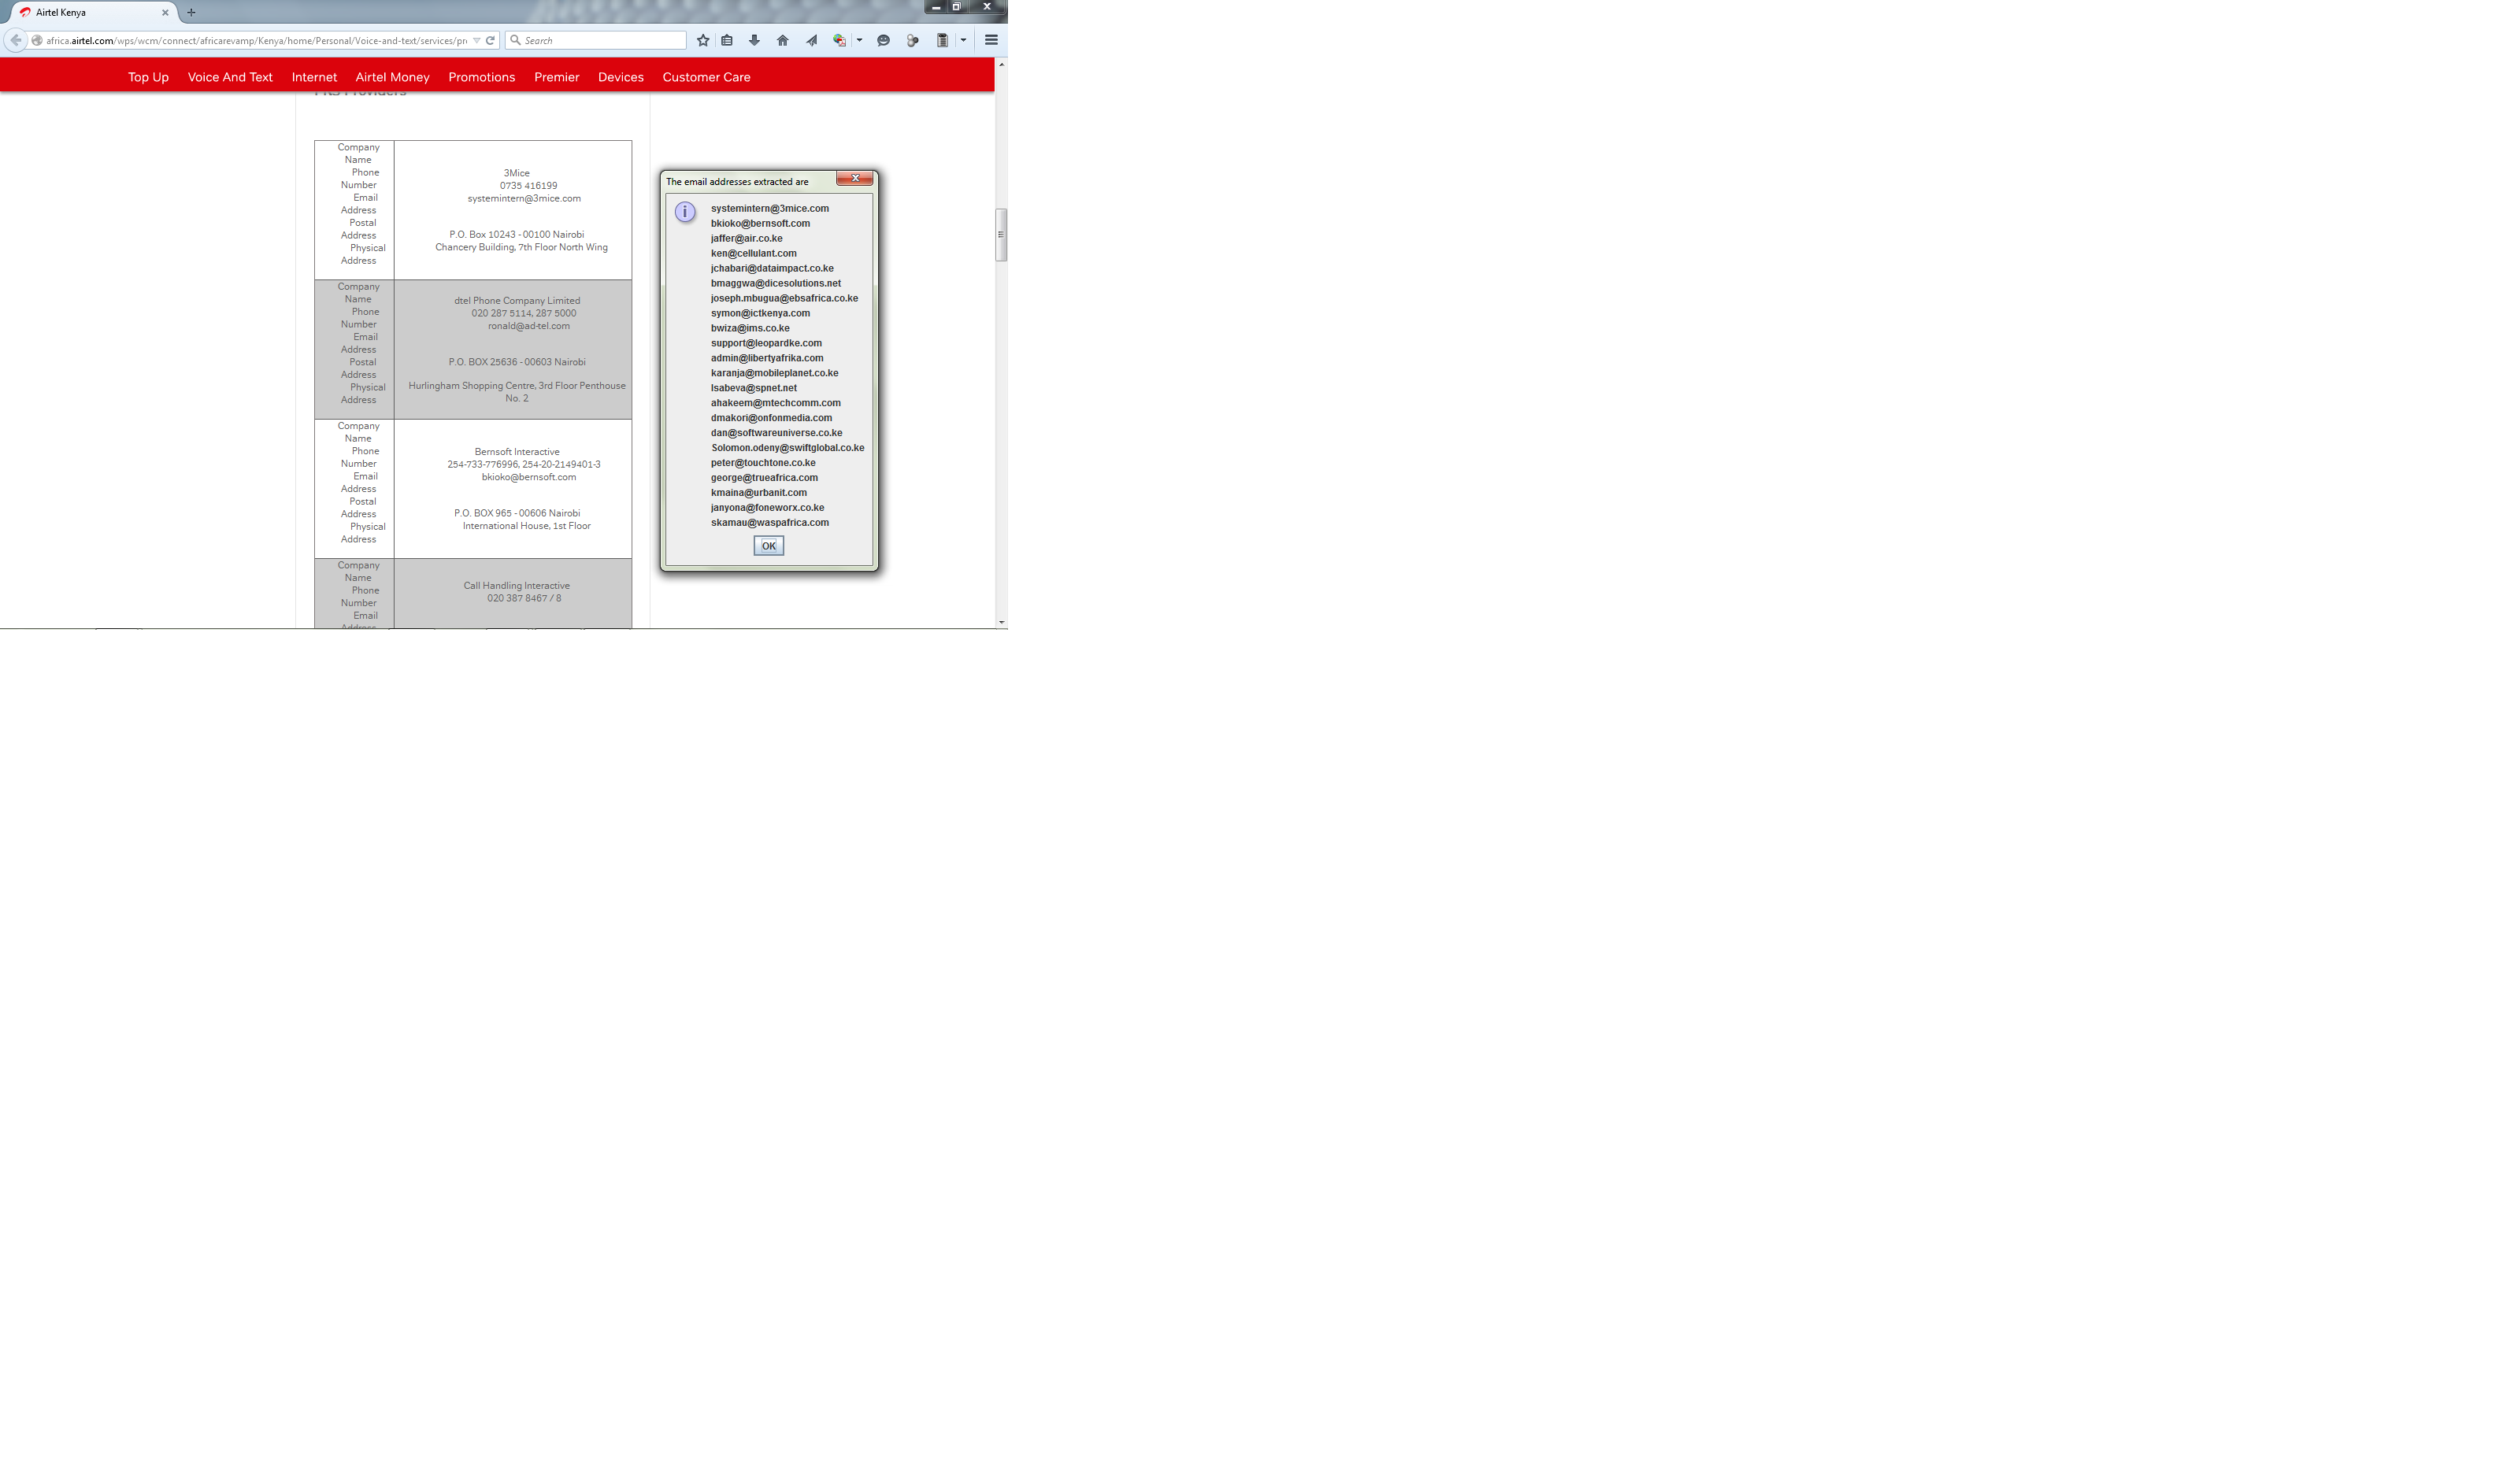 Airtel Kenya
africa.airtel.com/wps/wcm/connect/africarevamp/Kenya/home/Personal/Voice-and-text/services/pr
Search
Top Up Voice And Text Internet Airtel Money Promotions Premier Devices Customer Care
PRS Providers
Company
Name
Phone
Number
Email
Address
Postal
Address
Physical
Address
3Mice
0735 416199
systemintern@3mice.com
P.O. Box 10243 - 00100 Nairobi
Chancery Building, 7th Floor North Wing
Company
Name
Phone
Number
Email
Address
Postal
Address
Physical
Address
dtel Phone Company Limited
020 287 5114, 287 5000
ronald@ad-tel.com
P.O. BOX 25636 - 00603 Nairobi
Hurlingham Shopping Centre, 3rd Floor Penthouse
No. 2
Company
Name
Phone
Number
Email
Address
Postal
Address
Physical
Address
Bernsoft Interactive
254-733-776996, 254-20-2149401-3
bkioko@bernsoft.com
P.O. BOX 965 - 00606 Nairobi
International House, 1st Floor
Company
Name
Phone
Number
Email
Address
Call Handling Interactive
020 387 8467 / 8
The email addresses extracted are
systemintern@3mice.com
bkioko@bernsoft.com
jaffer@air.co.ke
ken@cellulant.com
jchabari@dataimpact.co.ke
bmaggwa@dicesolutions.net
joseph.mbugua@ebsafrica.co.ke
symon@ictkenya.com
bwiza@ims.co.ke
support@leopardke.com
admin@libertyafrika.com
karanja@mobileplanet.co.ke
lsabeva@spnet.net
ahakeem@mtechcomm.com
dmakori@onfonmedia.com
dan@softwareuniverse.co.ke
Solomon.odeny@swiftglobal.co.ke
peter@touchtone.co.ke
george@trueafrica.com
kmaina@urbanit.com
janyona@foneworx.co.ke
skamau@waspafrica.com
OK